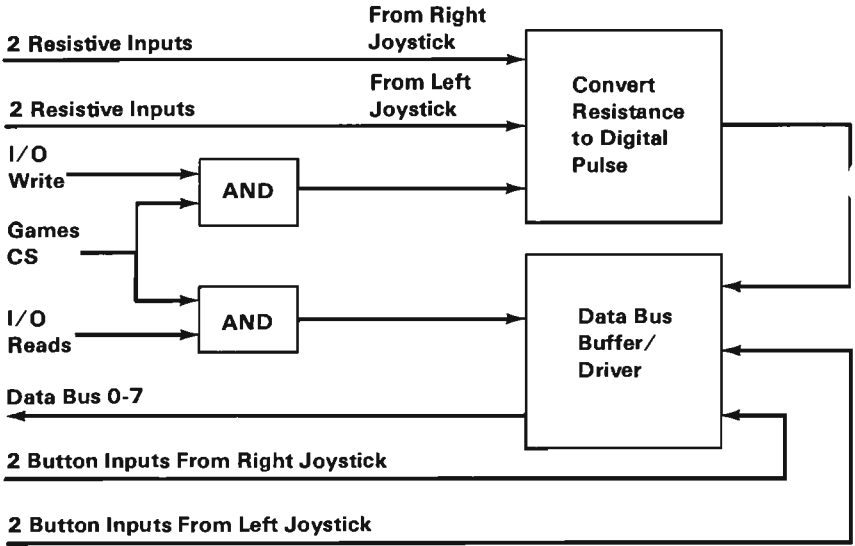 From Right
Joystick
2 Resistive Inputs
From Left
Joystick
2 Resistive Inputs
Convert
Resistance
to Digital
Pulse
I/O
Write
AND
Games
CS
I/O
Reads
AND
Data Bus
Buffer/
Driver
Data Bus 0-7
2 Button Inputs From Right Joystick
2 Button Inputs From Left Joystick